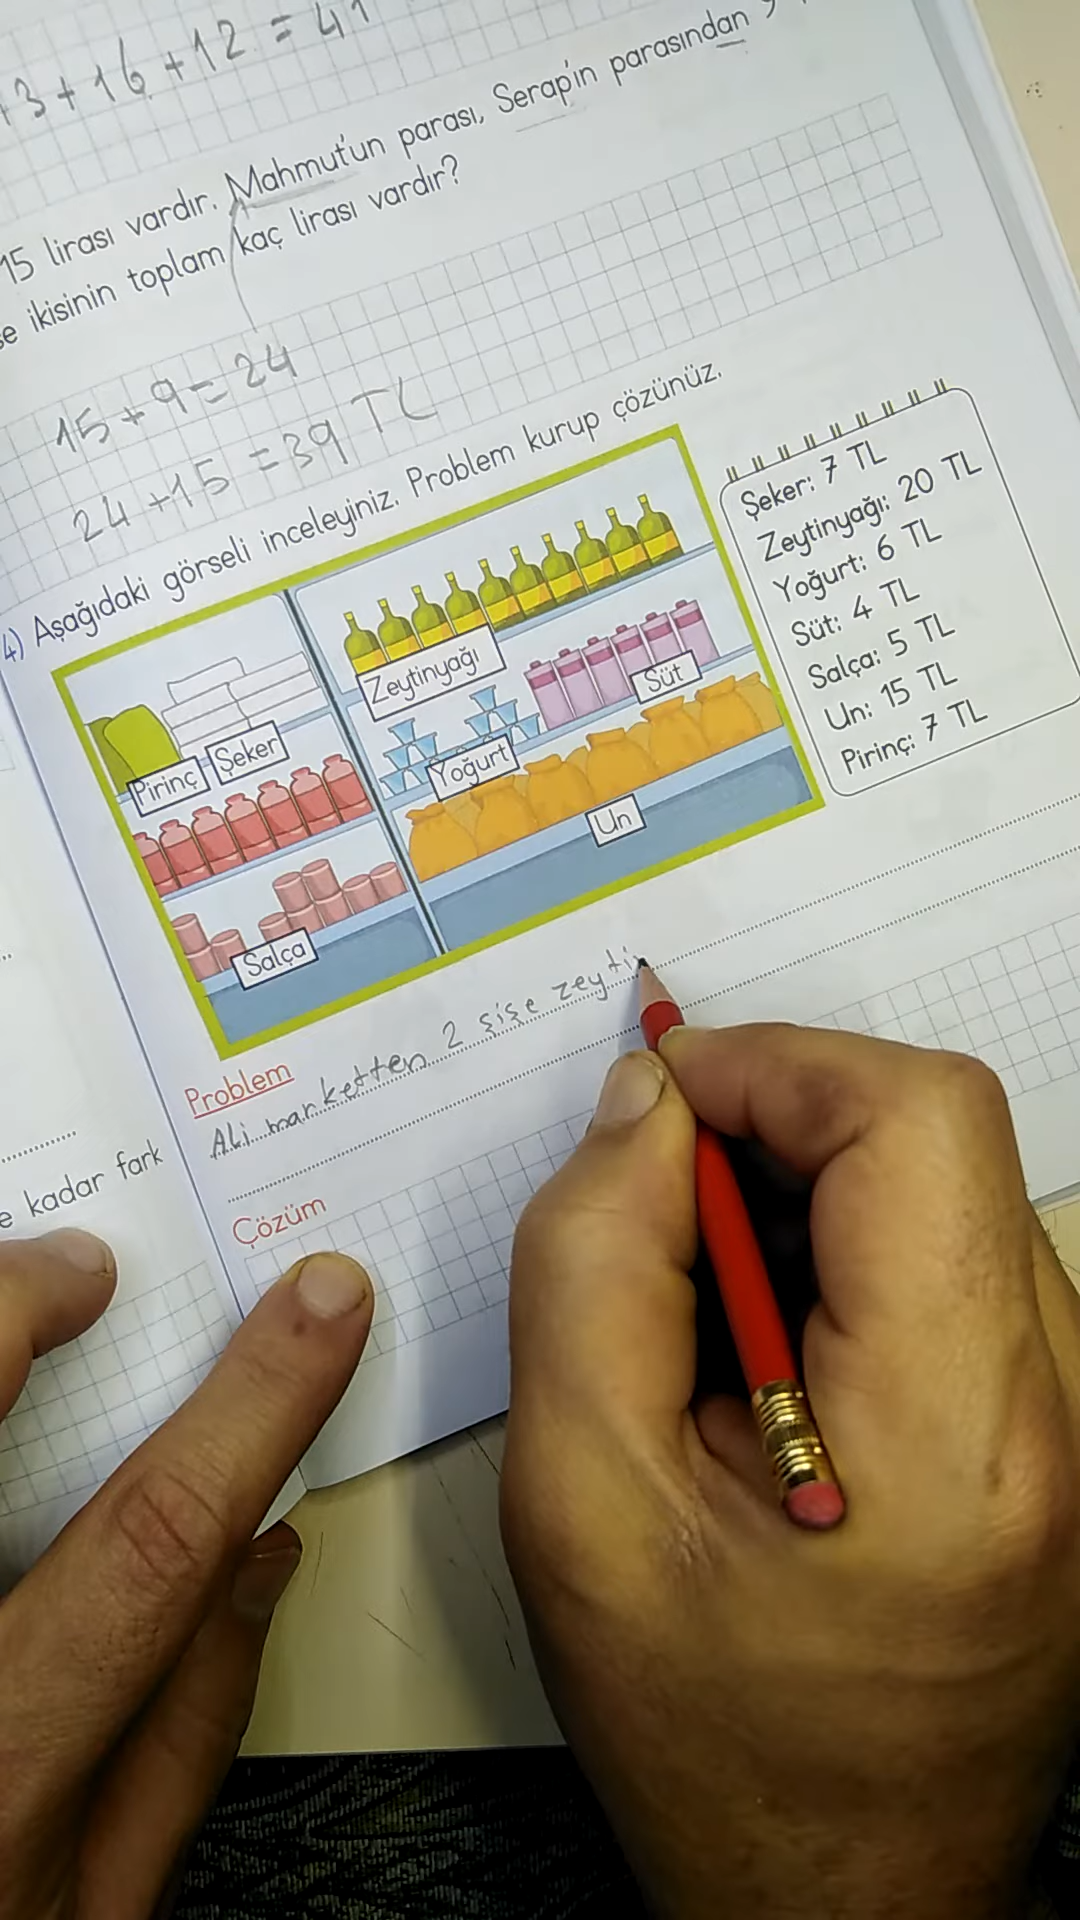 13 + 16 + 12 = 41
15 lirası vardır. Mahmut'un parası, Serap'ın parasından 9
se ikisinin toplam kaç lirası vardır?
15 + 9 = 24
24 + 15 = 39 TL
4) Aşağıdaki görseli inceleyiniz. Problem kurup çözünüz.
Zeytinyağı
Süt
Pirinç
Şeker
Yoğurt
Un
Salça
Şeker: 7 TL
Zeytinyağı: 20 TL
Yoğurt: 6 TL
Süt: 4 TL
Salça: 5 TL
Un: 15 TL
Pirinç: 7 TL
Problem
Ali marketten 2 şişe zeyti
Çözüm
e kadar fark